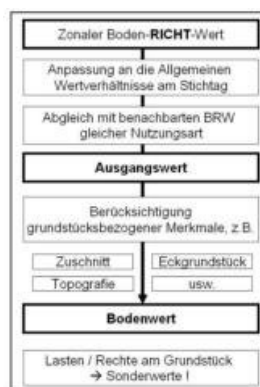 Zonaler Boden-RICHT-Wert
Anpassung an die Allgemeinen
Wertverhältnisse am Stichtag
Abgleich mit benachbarten BRW
gleicher Nutzungsart
Ausgangswert
Berücksichtigung
grundstücksbezogener Merkmale, z.B.
Zuschnitt
Eckgrundstück
Topografie
usw.
Bodenwert
Lasten / Rechte am Grundstück
→ Sonderwerte !